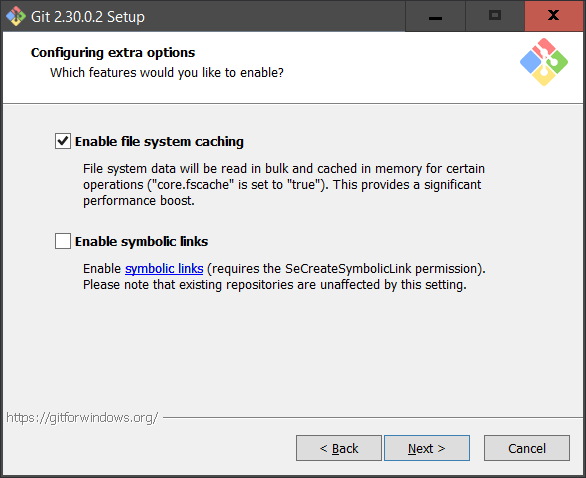 Git 2.30.0.2 Setup
X
Configuring extra options
Which features would you like to enable?
Enable file system caching
File system data will be read in bulk and cached in memory for certain
operations ("core.fscache" is set to "true"). This provides a significant
performance boost.
Enable symbolic links
Enable symbolic links (requires the SeCreateSymbolicLink permission).
Please note that existing repositories are unaffected by this setting.
https://gitforwindows.org/
< Back
Next >
Cancel